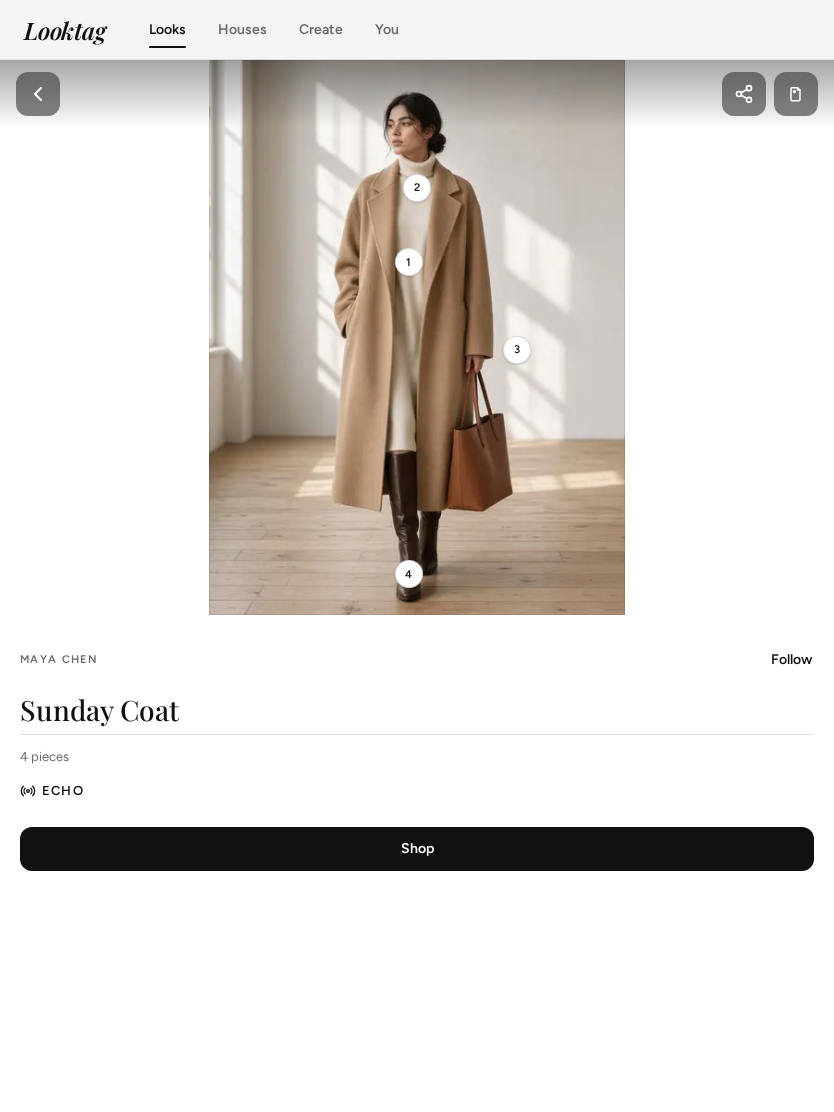 Looktag
Looks
Houses
Create
You
2
1
3
4
MAYA CHEN
Follow
Sunday Coat
4 pieces
ECHO
Shop